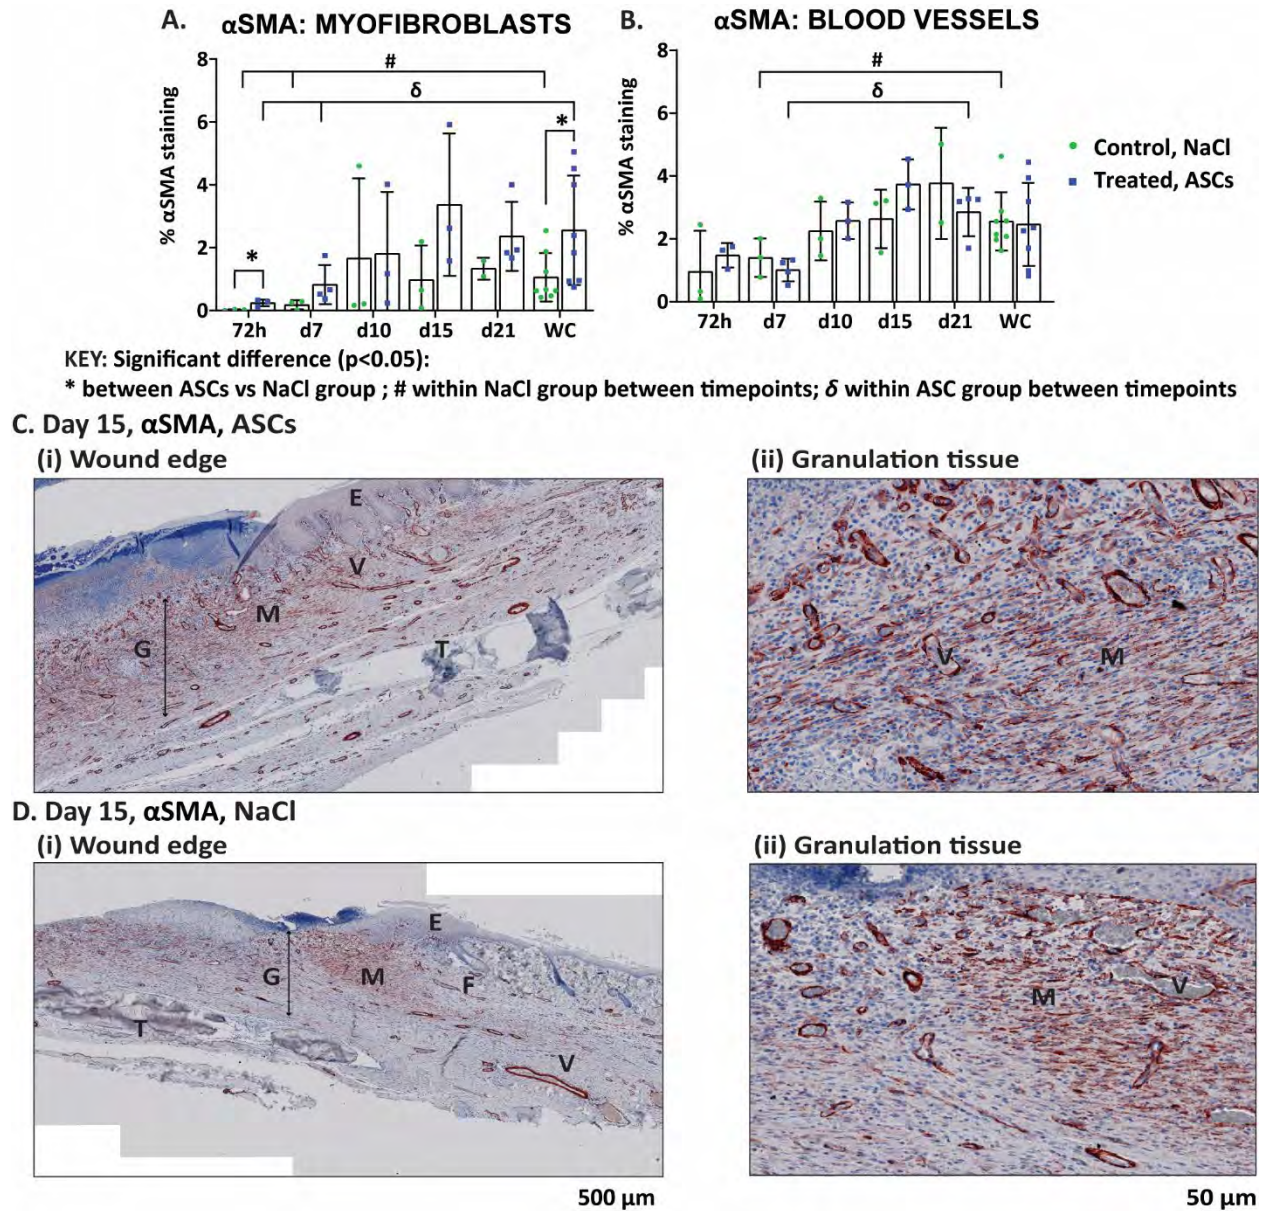 A. αSMA: MYOFIBROBLASTS
% αSMA staining
8
6
4
2
0
#
δ
*
*
72h d7 d10 d15 d21 WC
B. αSMA: BLOOD VESSELS
% αSMA staining
8
6
4
2
0
#
δ
72h d7 d10 d15 d21 WC
Control, NaCl
Treated, ASCs
KEY: Significant difference (p<0.05):
* between ASCs vs NaCl group ; # within NaCl group between timepoints; δ within ASC group between timepoints
C. Day 15, αSMA, ASCs
(i) Wound edge
E
V
M
G
T
(ii) Granulation tissue
V
M
D. Day 15, αSMA, NaCl
(i) Wound edge
E
G
M
F
T
V
(ii) Granulation tissue
M
V
500 µm
50 µm